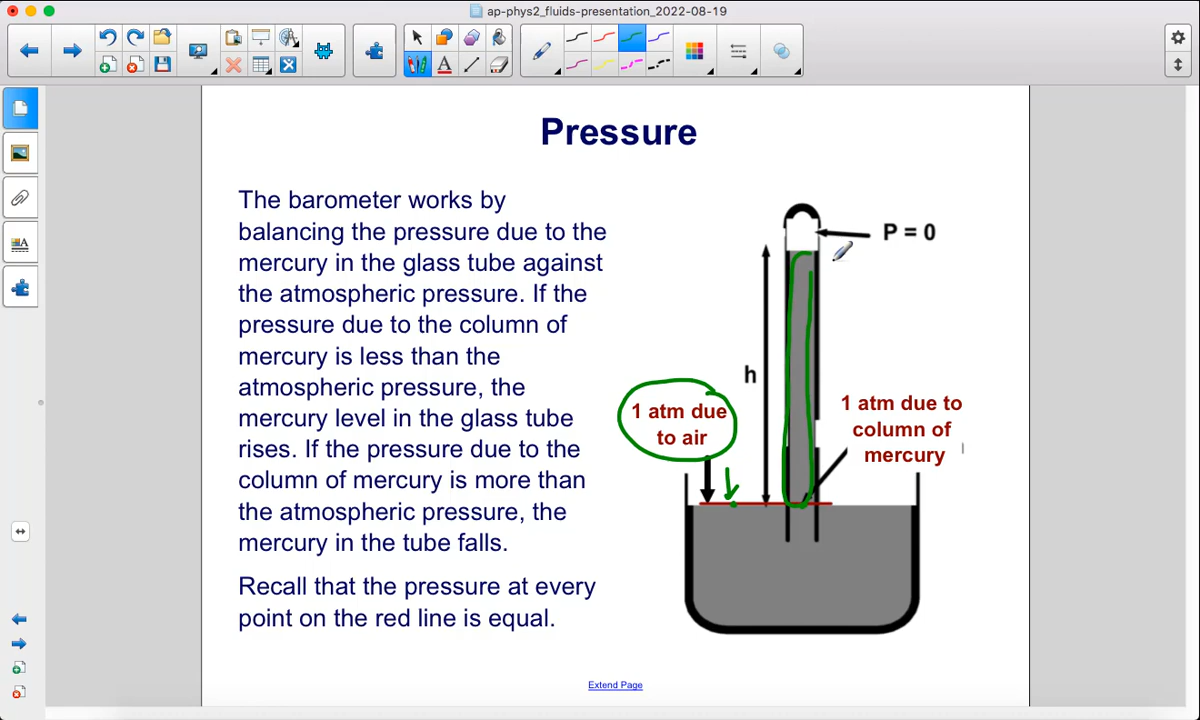 ap-phys2_fluids-presentation_2022-08-19
Pressure
The barometer works by
balancing the pressure due to the
mercury in the glass tube against
the atmospheric pressure. If the
pressure due to the column of
mercury is less than the
atmospheric pressure, the
mercury level in the glass tube
rises. If the pressure due to the
column of mercury is more than
the atmospheric pressure, the
mercury in the tube falls.
Recall that the pressure at every
point on the red line is equal.
P = 0
h
1 atm due
to air
1 atm due to
column of
mercury
Extend Page